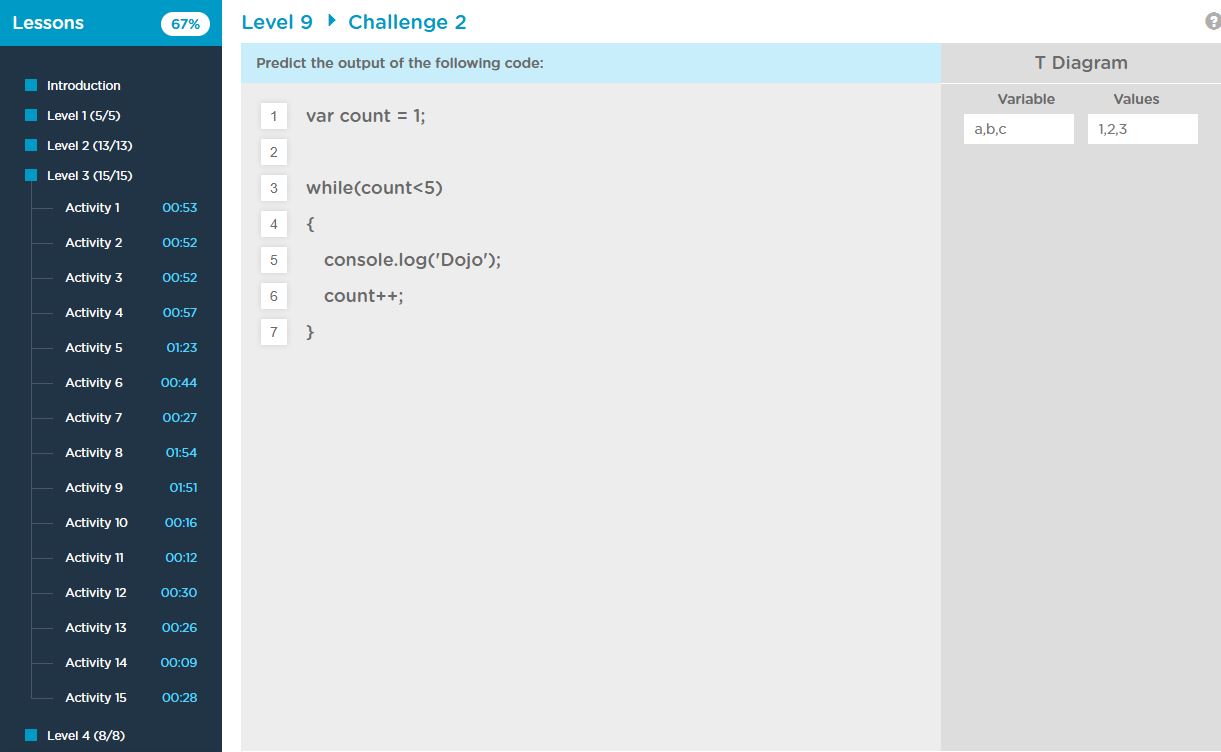 Lessons
67%
Introduction
Level 1 (5/5)
Level 2 (13/13)
Level 3 (15/15)
Activity 1 00:53
Activity 2 00:52
Activity 3 00:52
Activity 4 00:57
Activity 5 01:23
Activity 6 00:44
Activity 7 00:27
Activity 8 01:54
Activity 9 01:51
Activity 10 00:16
Activity 11 00:12
Activity 12 00:30
Activity 13 00:26
Activity 14 00:09
Activity 15 00:28
Level 4 (8/8)
Level 9 Challenge 2
?
Predict the output of the following code:
1 var count = 1;
2
3 while(count<5)
4 {
5 console.log('Dojo');
6 count++;
7 }
T Diagram
Variable Values
a,b,c 1,2,3